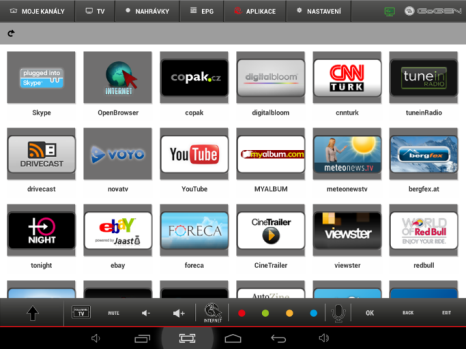 MOJE KANÁLY TV NAHRÁVKY EPG APLIKACE NASTAVENÍ GoGEN
plugged into
Skype
INTERNET
copak.cz
digitalbloom
CNN
TÜRK
tunein
RADIO
Skype OpenBrowser copak digitalbloom cnnturk tuneinRadio
DRIVECAST
VOYO
YouTube
myalbum.com
meteonews.tv
bergfex
drivecast novatv YouTube MYALBUM meteonewstv bergfex.at
NIGHT
ebay
powered by Jaast
FORECA
CineTrailer
viewster
WORLD
OF
Red Bull
ENJOY YOUR RIDE.
tonight ebay foreca CineTrailer viewster redbull
AutoZine
TV MUTE INTERNET OK BACK EXIT